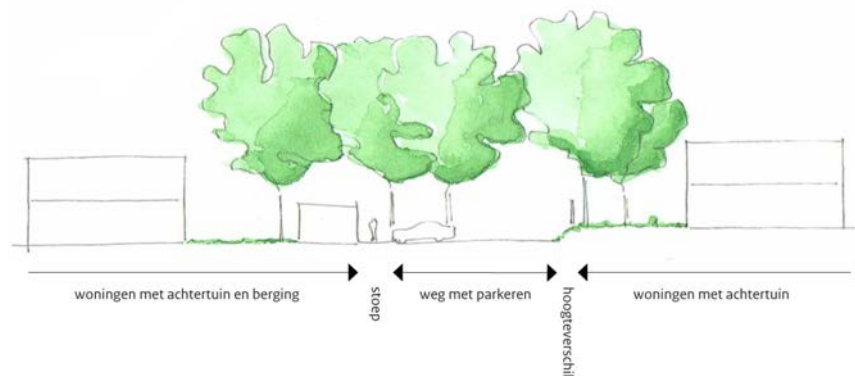 woningen met achtertuin en berging
stoep
weg met parkeren
hoogteverschil
woningen met achtertuin